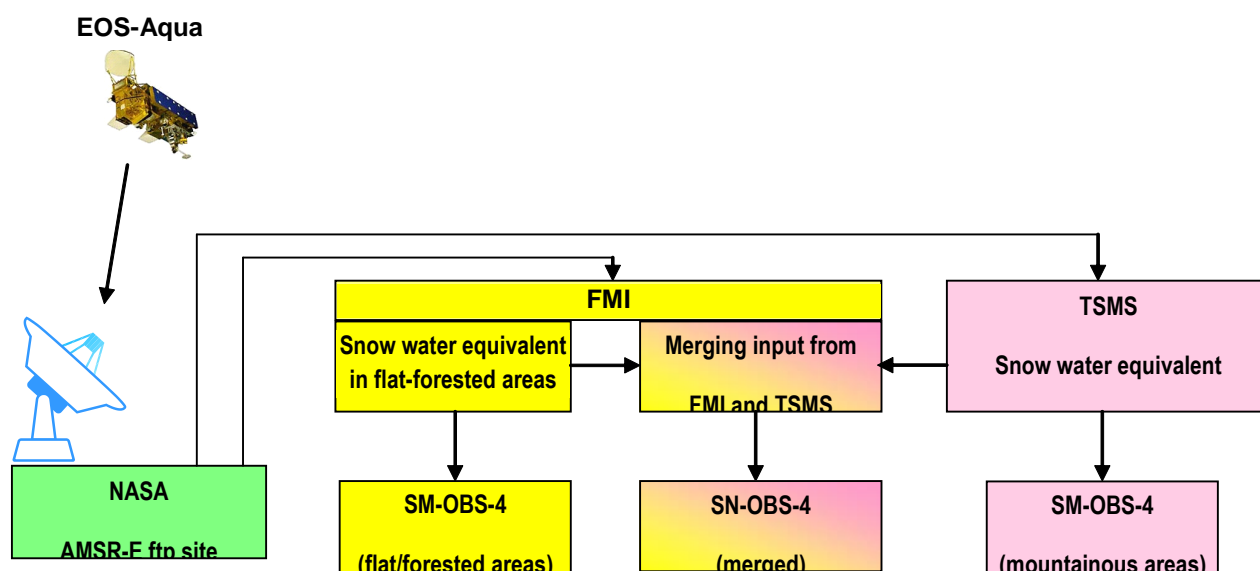 EOS-Aqua
FMI
Snow water equivalent
in flat-forested areas
Merging input from
FMI and TSMS
TSMS
Snow water equivalent
NASA
AMSR-E ftp site
SM-OBS-4
(flat/forested areas)
SN-OBS-4
(merged)
SM-OBS-4
(mountainous areas)